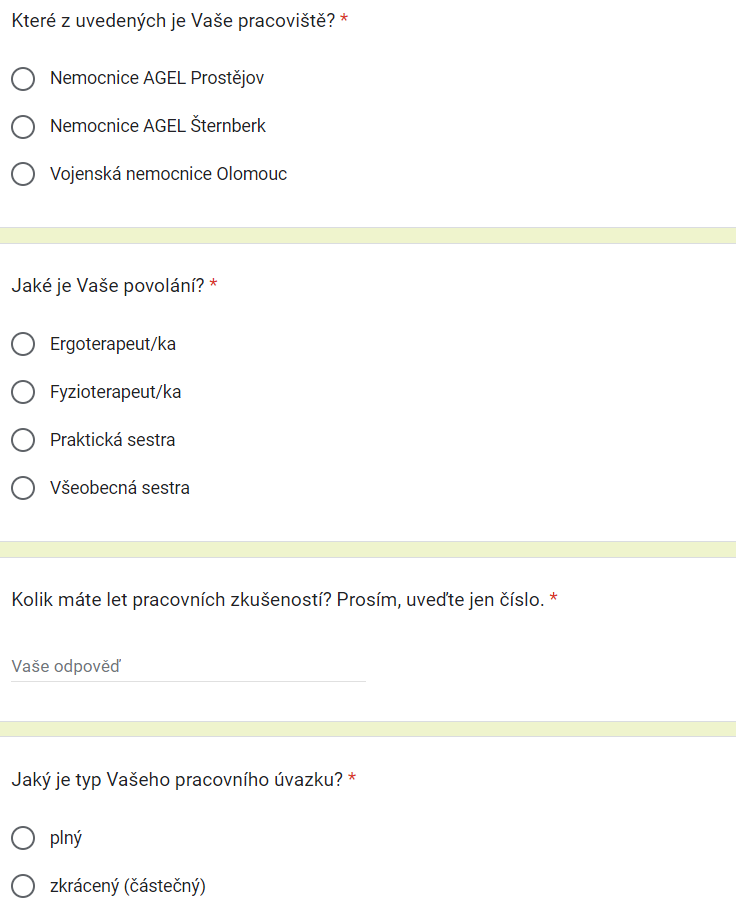 Které z uvedených je Vaše pracoviště? *
Nemocnice AGEL Prostějov
Nemocnice AGEL Šternberk
Vojenská nemocnice Olomouc
Jaké je Vaše povolání? *
Ergoterapeut/ka
Fyzioterapeut/ka
Praktická sestra
Všeobecná sestra
Kolik máte let pracovních zkušeností? Prosím, uveďte jen číslo. *
Vaše odpověď
Jaký je typ Vašeho pracovního úvazku? *
plný
zkrácený (částečný)